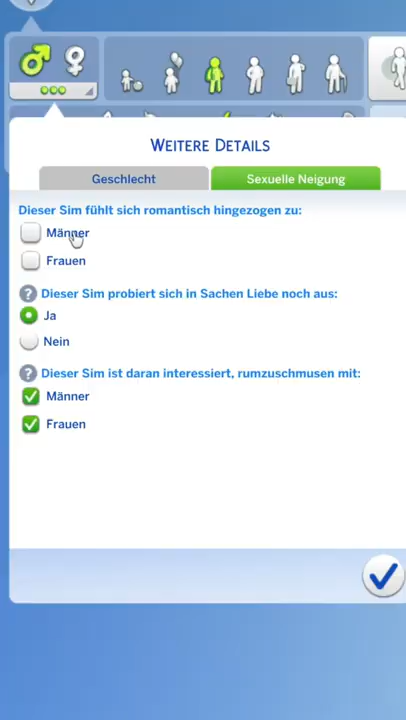 Weitere Details
Geschlecht
Sexuelle Neigung
Dieser Sim fühlt sich romantisch hingezogen zu:
Männer
Frauen
? Dieser Sim probiert sich in Sachen Liebe noch aus:
Ja
Nein
? Dieser Sim ist daran interessiert, rumzuschmusen mit:
Männer
Frauen